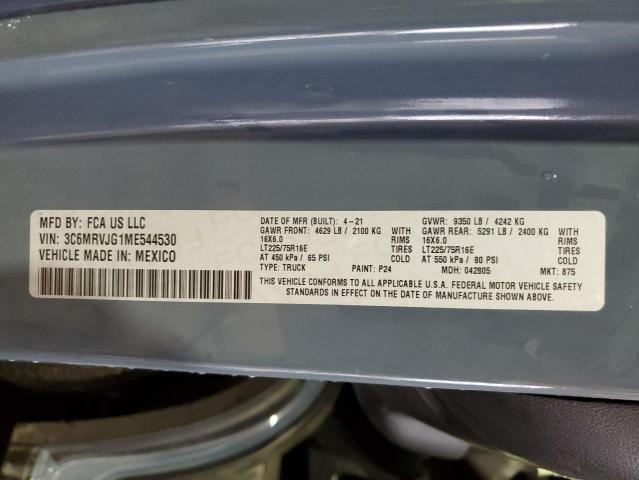 MFD BY: FCA US LLC
VIN: 3C6MRVJG1ME544530
VEHICLE MADE IN: MEXICO
DATE OF MFR (BUILT): 4-21 GVWR: 9350 LB / 4242 KG
GAWR FRONT: 4629 LB / 2100 KG GAWR REAR: 5291 LB / 2400 KG
16X6.0 RIMS 16X6.0 RIMS
LT225/75R16E TIRES LT225/75R16E TIRES
AT 450 kPa / 65 PSI COLD AT 550 kPa / 80 PSI COLD
TYPE: TRUCK PAINT: P24 MDH: 042805 MKT: 875
THIS VEHICLE CONFORMS TO ALL APPLICABLE U.S.A. FEDERAL MOTOR VEHICLE SAFETY
STANDARDS IN EFFECT ON THE DATE OF MANUFACTURE SHOWN ABOVE.